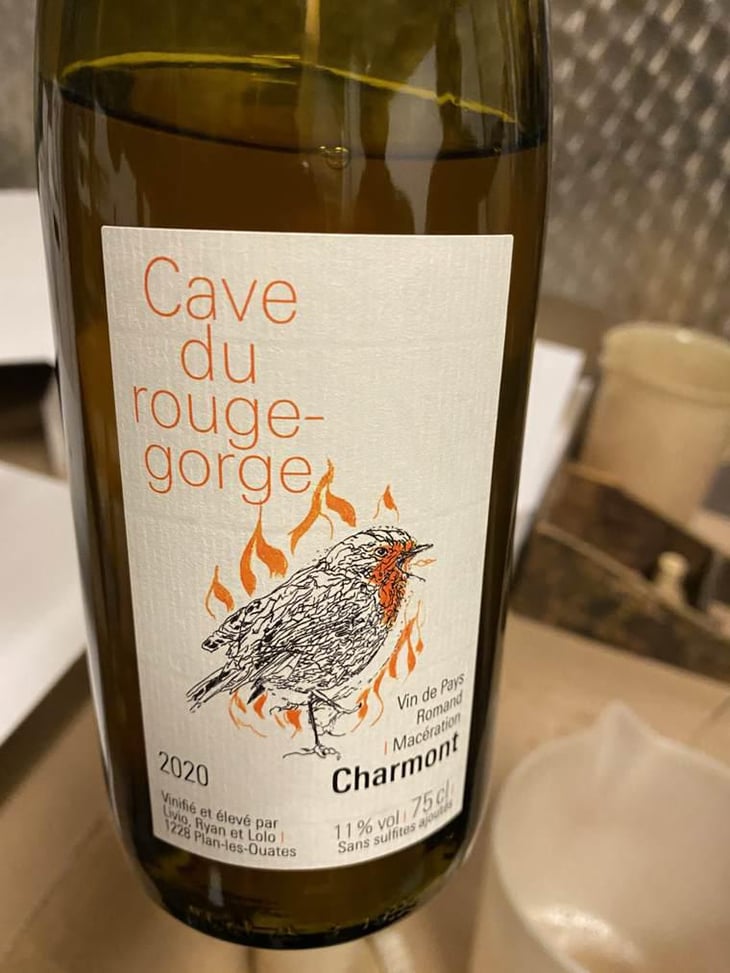 Cave
du
rouge-
gorge
Vin de Pays
Romand
| Macération
Charmont
2020
Vinifié et élevé par
Livio, Ryan et Lolo |
1228 Plan-les-Ouates
11% vol | 75 cl |
Sans sulfites ajoutés